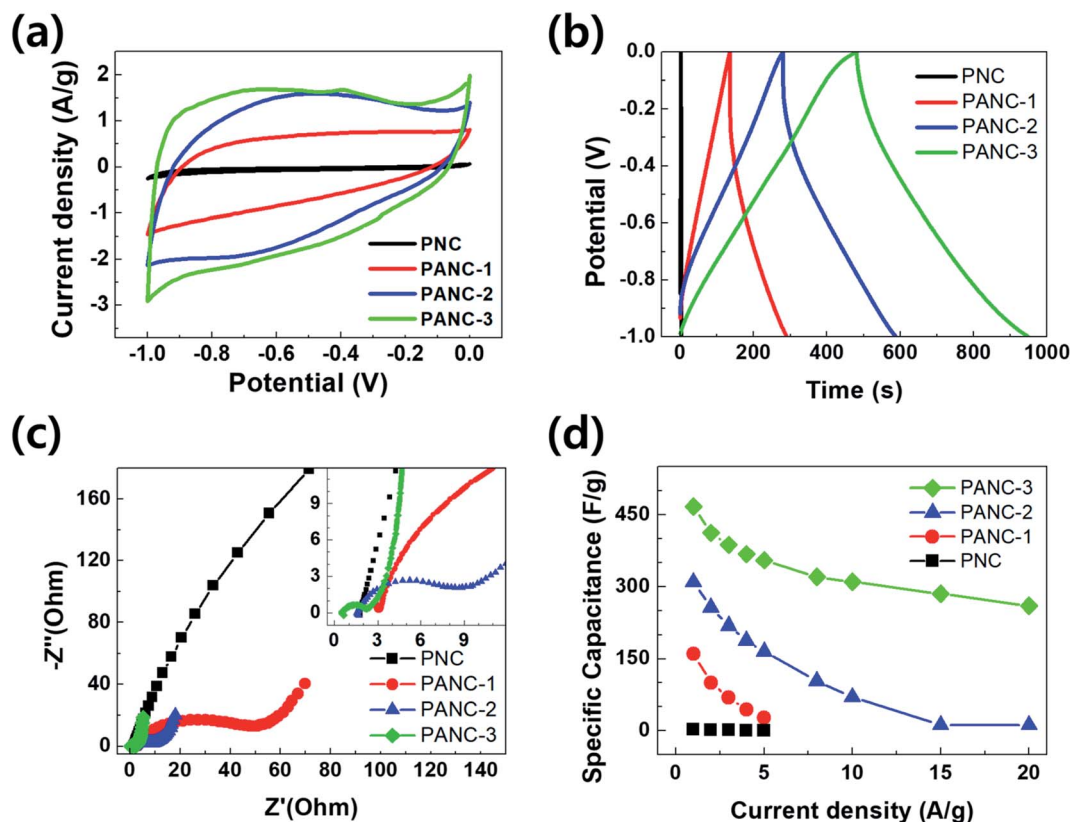 (a)
Current density (A/g)
2
1
0
-1
-2
-3
-1.0 -0.8 -0.6 -0.4 -0.2 0.0
Potential (V)
PNC
PANC-1
PANC-2
PANC-3
(b)
Potential (V)
0.0
-0.2
-0.4
-0.6
-0.8
-1.0
0 200 400 600 800 1000
Time (s)
PNC
PANC-1
PANC-2
PANC-3
(c)
-Z''(Ohm)
160
120
80
40
0
0 20 40 60 80 100 120 140
Z'(Ohm)
9
6
3
0
3 6 9
PNC
PANC-1
PANC-2
PANC-3
(d)
Specific Capacitance (F/g)
450
300
150
0
0 5 10 15 20
Current density (A/g)
PANC-3
PANC-2
PANC-1
PNC